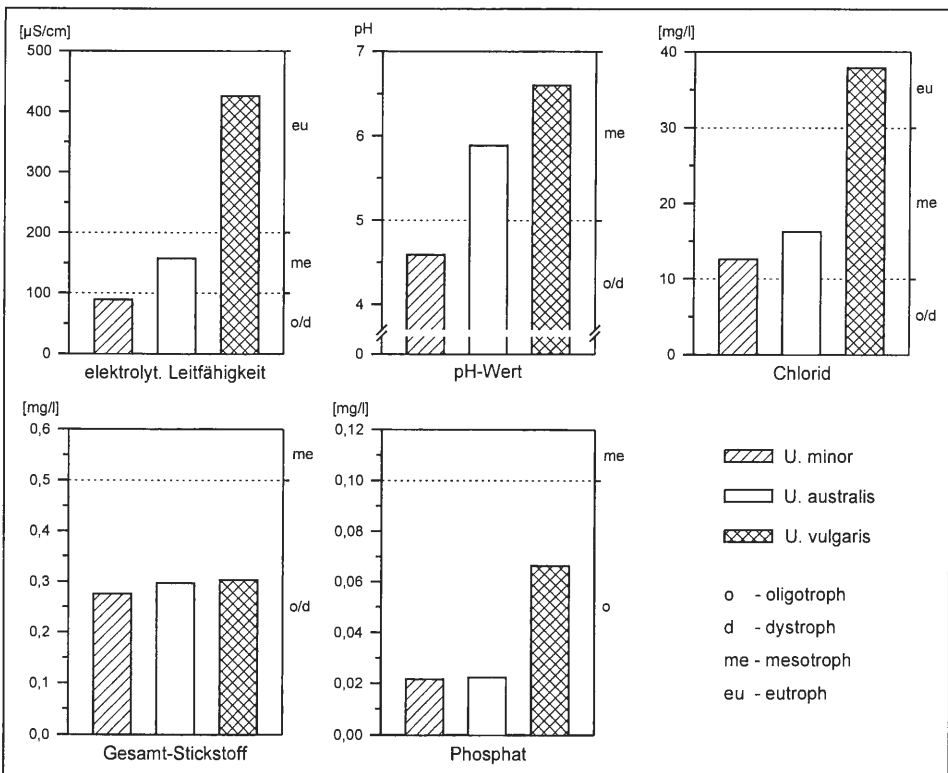 [µS/cm]
500
400
300
200
100
0
eu
me
o/d
elektrolyt. Leitfähigkeit
pH
7
6
5
4
0
me
o/d
pH-Wert
[mg/l]
40
30
20
10
0
eu
me
o/d
Chlorid
[mg/l]
0,6
0,5
0,4
0,3
0,2
0,1
0,0
me
o/d
Gesamt-Stickstoff
[mg/l]
0,12
0,10
0,08
0,06
0,04
0,02
0,00
me
o
Phosphat
U. minor
U. australis
U. vulgaris
o - oligotroph
d - dystroph
me - mesotroph
eu - eutroph